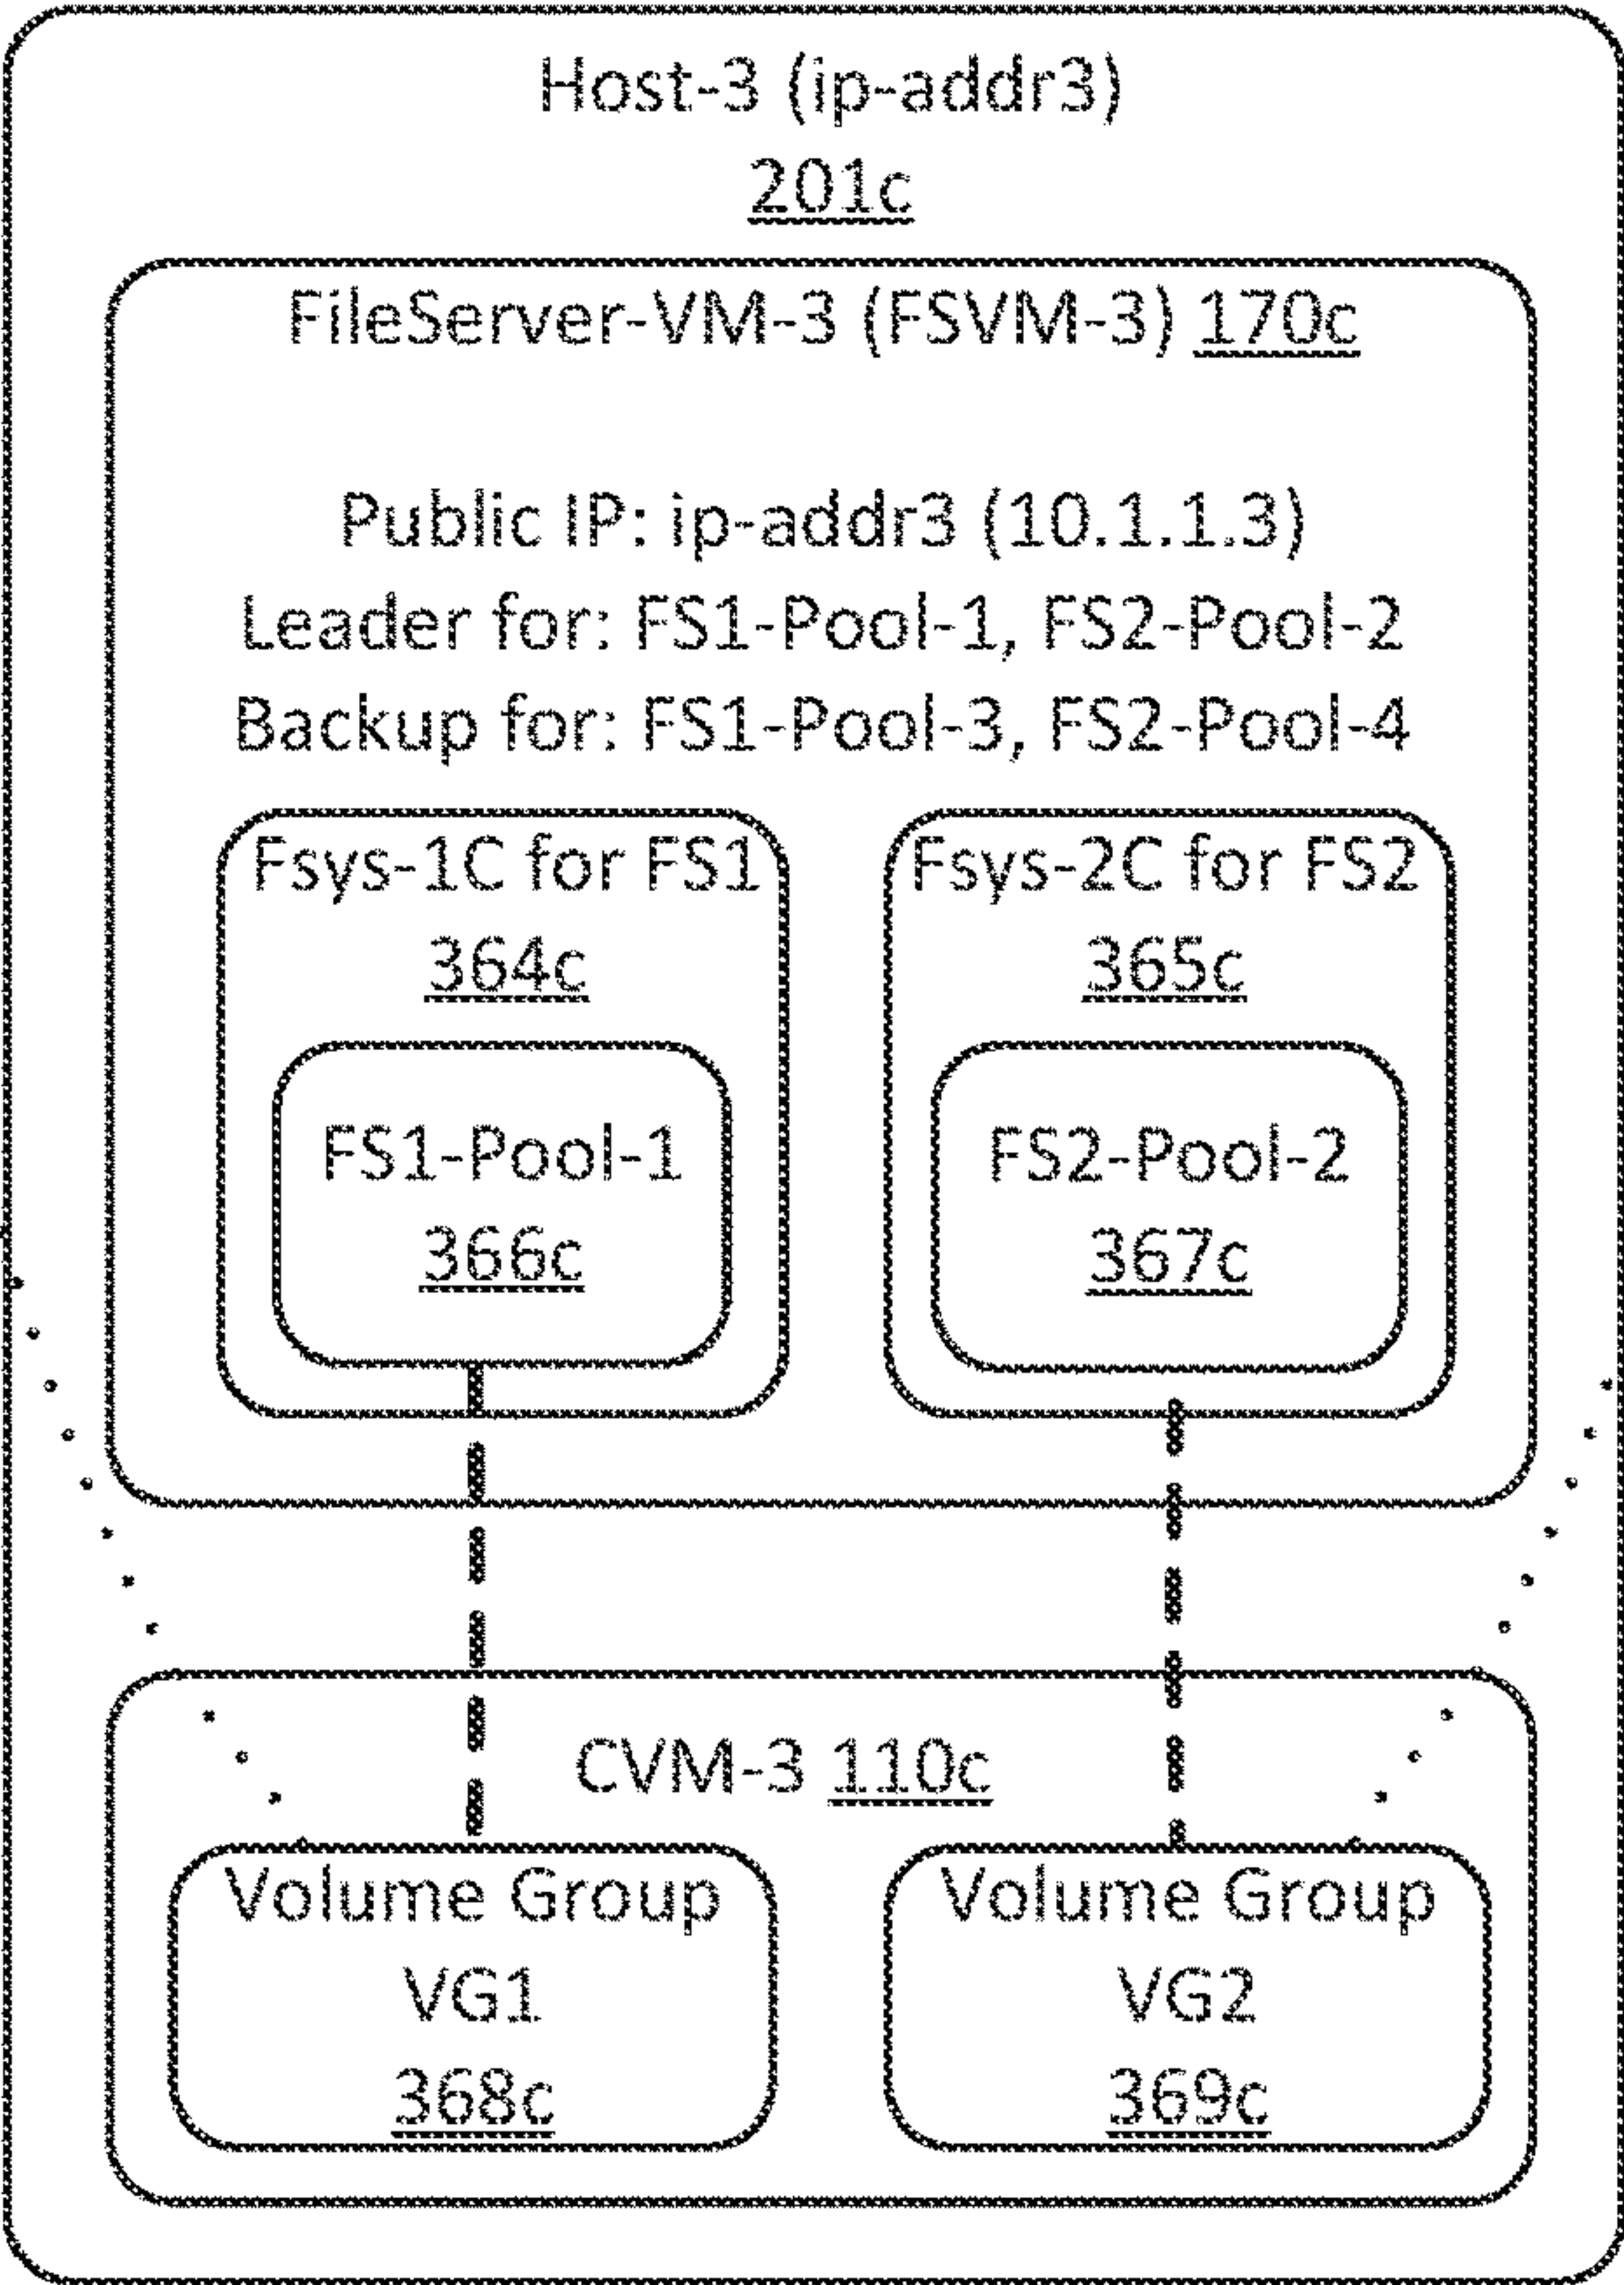 Host-3 (ip-addr3)
201c
FileServer-VM-3 (FSVM-3) 170c
Public IP: ip-addr3 (10.1.1.3)
Leader for: FS1-Pool-1, FS2-Pool-2
Backup for: FS1-Pool-3, FS2-Pool-4
Fsys-1C for FS1
364c
FS1-Pool-1
366c
Fsys-2C for FS2
365c
FS2-Pool-2
367c
CVM-3 110c
Volume Group
VG1
368c
Volume Group
VG2
369c